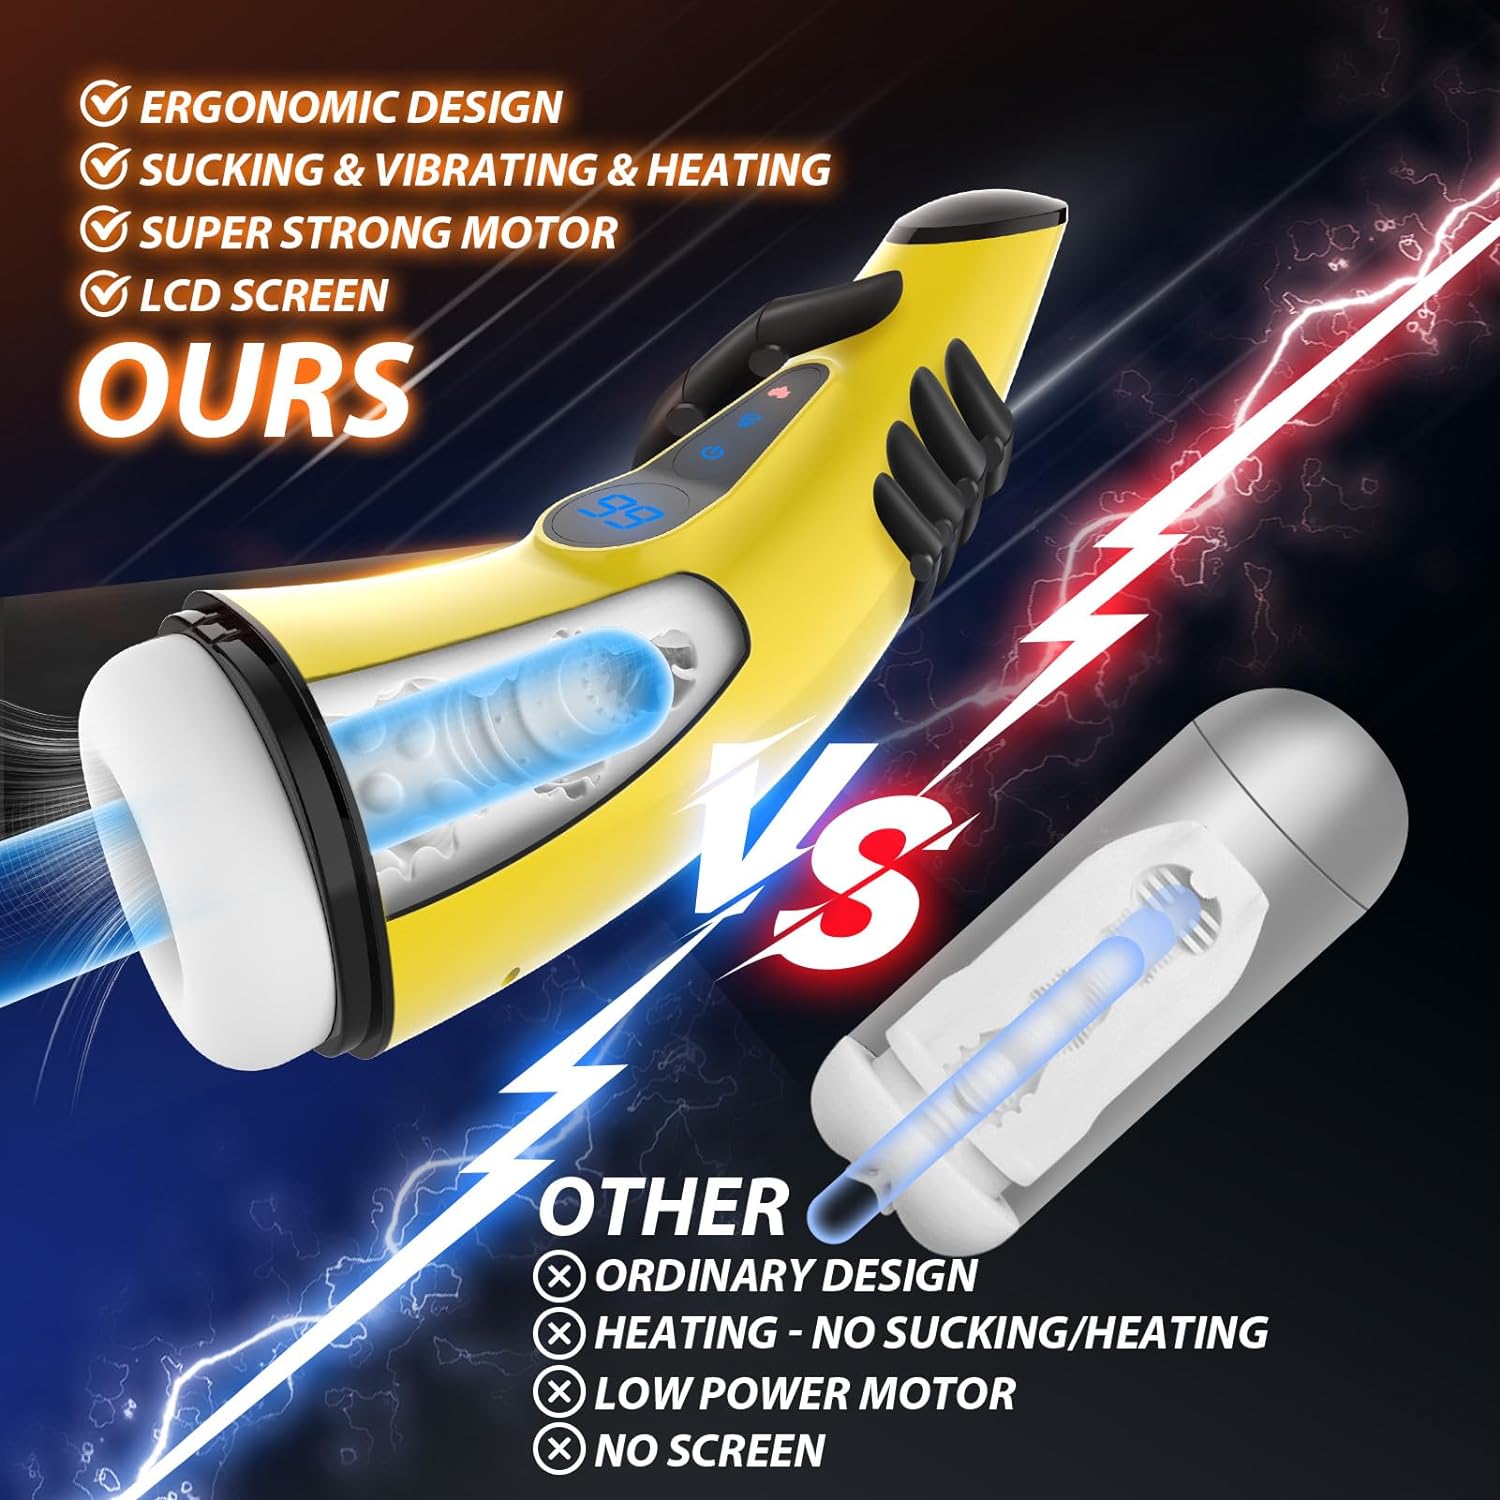 ERGONOMIC DESIGN
SUCKING & VIBRATING & HEATING
SUPER STRONG MOTOR
LCD SCREEN
OURS
99
VS
OTHER
ORDINARY DESIGN
HEATING - NO SUCKING/HEATING
LOW POWER MOTOR
NO SCREEN